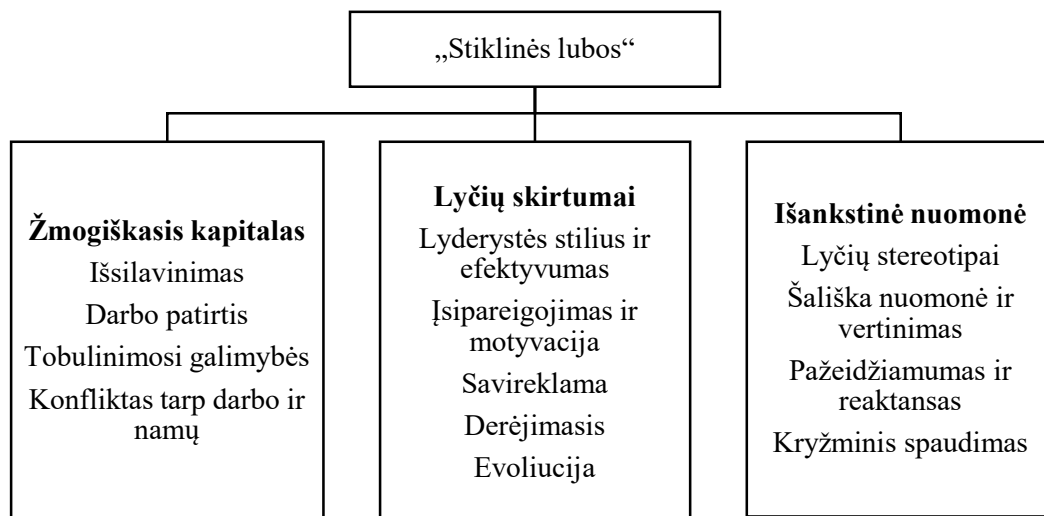 „Stiklinės lubos“
Žmogiškasis kapitalas
Išsilavinimas
Darbo patirtis
Tobulinimosi galimybės
Konfliktas tarp darbo ir
namų
Lyčių skirtumai
Lyderystės stilius ir
efektyvumas
Įsipareigojimas ir
motyvacija
Savireklama
Derėjimasis
Evoliucija
Išankstinė nuomonė
Lyčių stereotipai
Šališka nuomonė ir
vertinimas
Pažeidžiamumas ir
reaktansas
Kryžminis spaudimas